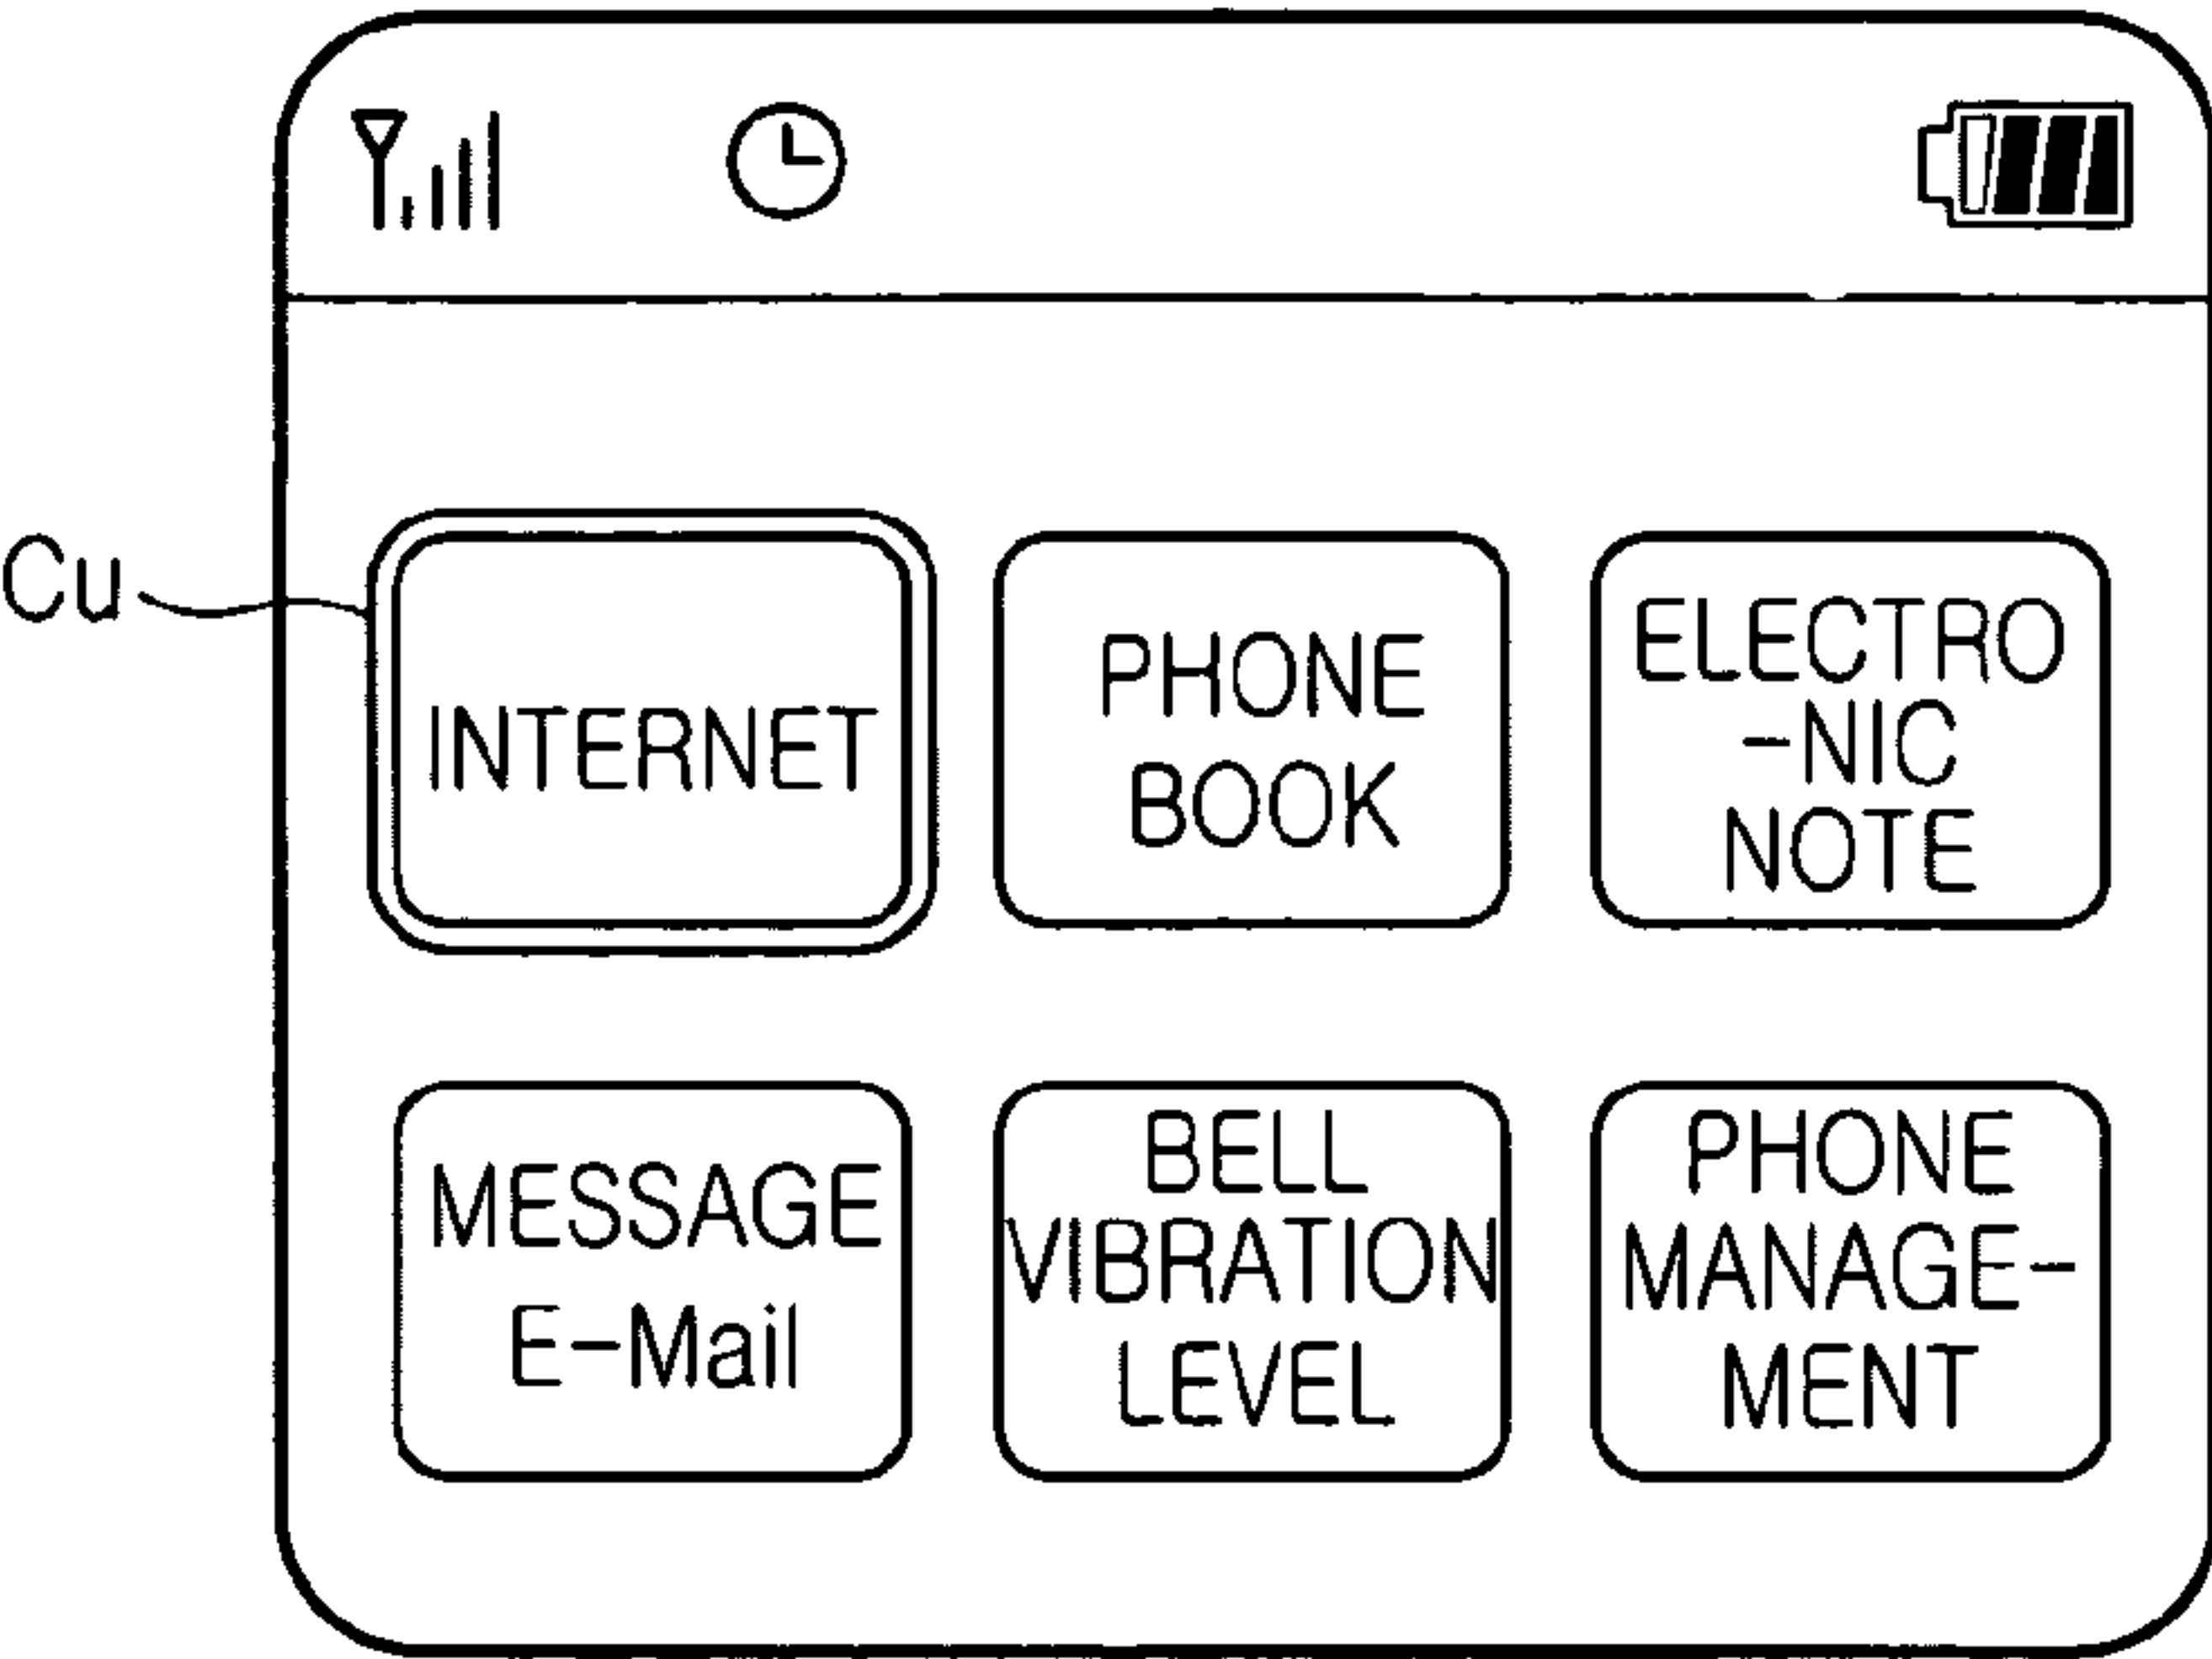 Cu
INTERNET
PHONE
BOOK
ELECTRO
-NIC
NOTE
MESSAGE
E-Mail
BELL
VIBRATION
LEVEL
PHONE
MANAGE-
MENT